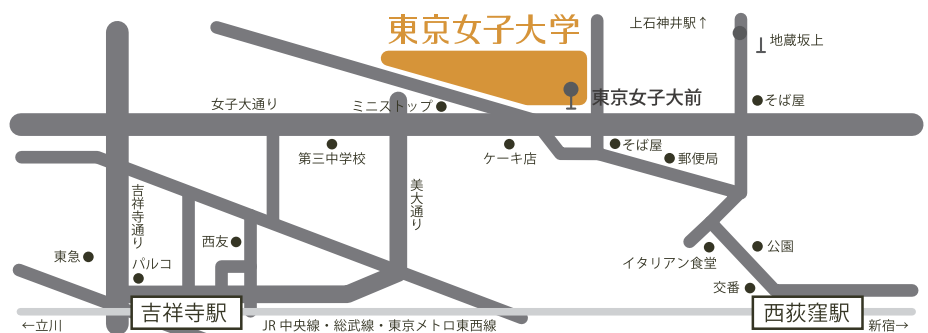 東京女子大学
上石神井駅↑
地蔵坂上
東京女子大前
そば屋
女子大通り
ミニストップ
第三中学校
ケーキ店
そば屋
郵便局
吉祥寺通り
美大通り
西友
東急
パルコ
公園
イタリアン食堂
交番
吉祥寺駅
西荻窪駅
←立川
JR 中央線・総武線・東京メトロ東西線
新宿→